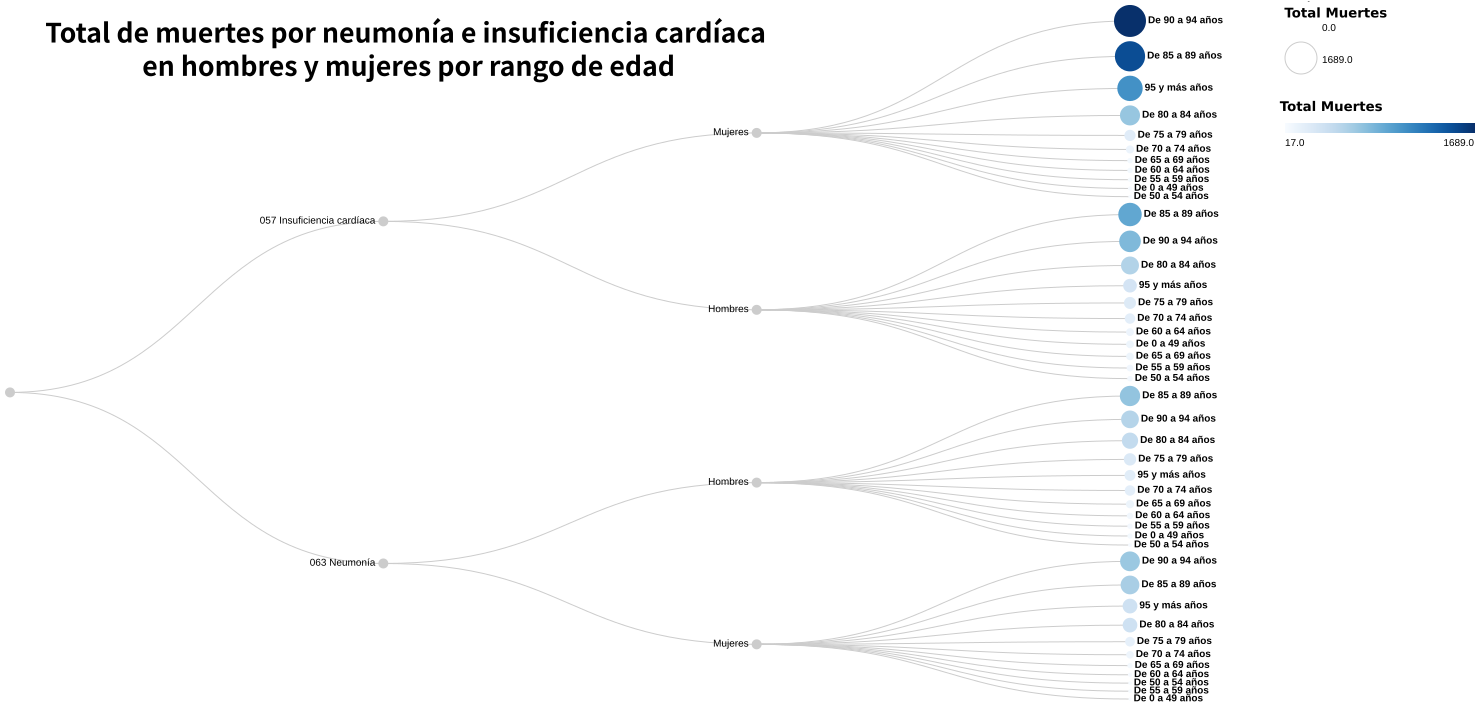 Total de muertes por neumonía e insuficiencia cardíaca
en hombres y mujeres por rango de edad
Total Muertes
0.0
1689.0
Total Muertes
17.0
1689.0
057 Insuficiencia cardíaca
Mujeres
De 90 a 94 años
De 85 a 89 años
95 y más años
De 80 a 84 años
De 75 a 79 años
De 70 a 74 años
De 65 a 69 años
De 60 a 64 años
De 55 a 59 años
De 0 a 49 años
De 50 a 54 años
Hombres
De 85 a 89 años
De 90 a 94 años
De 80 a 84 años
95 y más años
De 75 a 79 años
De 70 a 74 años
De 60 a 64 años
De 0 a 49 años
De 65 a 69 años
De 55 a 59 años
De 50 a 54 años
063 Neumonía
Hombres
De 85 a 89 años
De 90 a 94 años
De 80 a 84 años
De 75 a 79 años
95 y más años
De 70 a 74 años
De 65 a 69 años
De 60 a 64 años
De 55 a 59 años
De 0 a 49 años
De 50 a 54 años
Mujeres
De 90 a 94 años
De 85 a 89 años
95 y más años
De 80 a 84 años
De 75 a 79 años
De 70 a 74 años
De 65 a 69 años
De 60 a 64 años
De 50 a 54 años
De 55 a 59 años
De 0 a 49 años